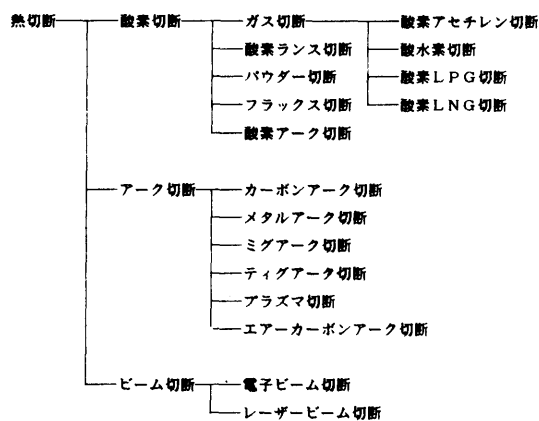 熱切断 酸素切断 ガス切断 酸素アセチレン切断
酸素ランス切断 酸水素切断
パウダー切断 酸素LPG切断
フラックス切断 酸素LNG切断
酸素アーク切断
アーク切断 カーボンアーク切断
メタルアーク切断
ミグアーク切断
ティグアータ切断
プラズマ切断
エアーカーボンアーク切断
ビーム切断 電子ビーム切断
レーザービーム切断